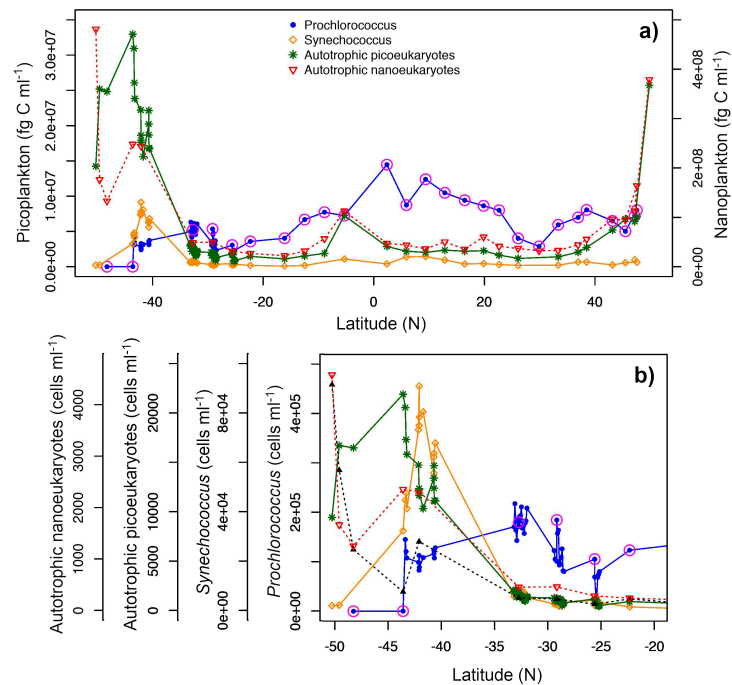 a)
Prochlorococcus
Synechococcus
Autotrophic picoeukaryotes
Autotrophic nanoeukaryotes
Picoplankton (fg C ml⁻¹)
0.0e+00 1.0e+07 2.0e+07 3.0e+07
Nanoplankton (fg C ml⁻¹)
0e+00 2e+08 4e+08
-40 -20 0 20 40
Latitude (N)
b)
Autotrophic nanoeukaryotes (cells ml⁻¹)
0 1000 2000 3000 4000
Autotrophic picoeukaryotes (cells ml⁻¹)
0 5000 10000 20000
Synechococcus (cells ml⁻¹)
0e+00 4e+04 8e+04
Prochlorococcus (cells ml⁻¹)
0e+00 2e+05 4e+05
-50 -45 -40 -35 -30 -25 -20
Latitude (N)